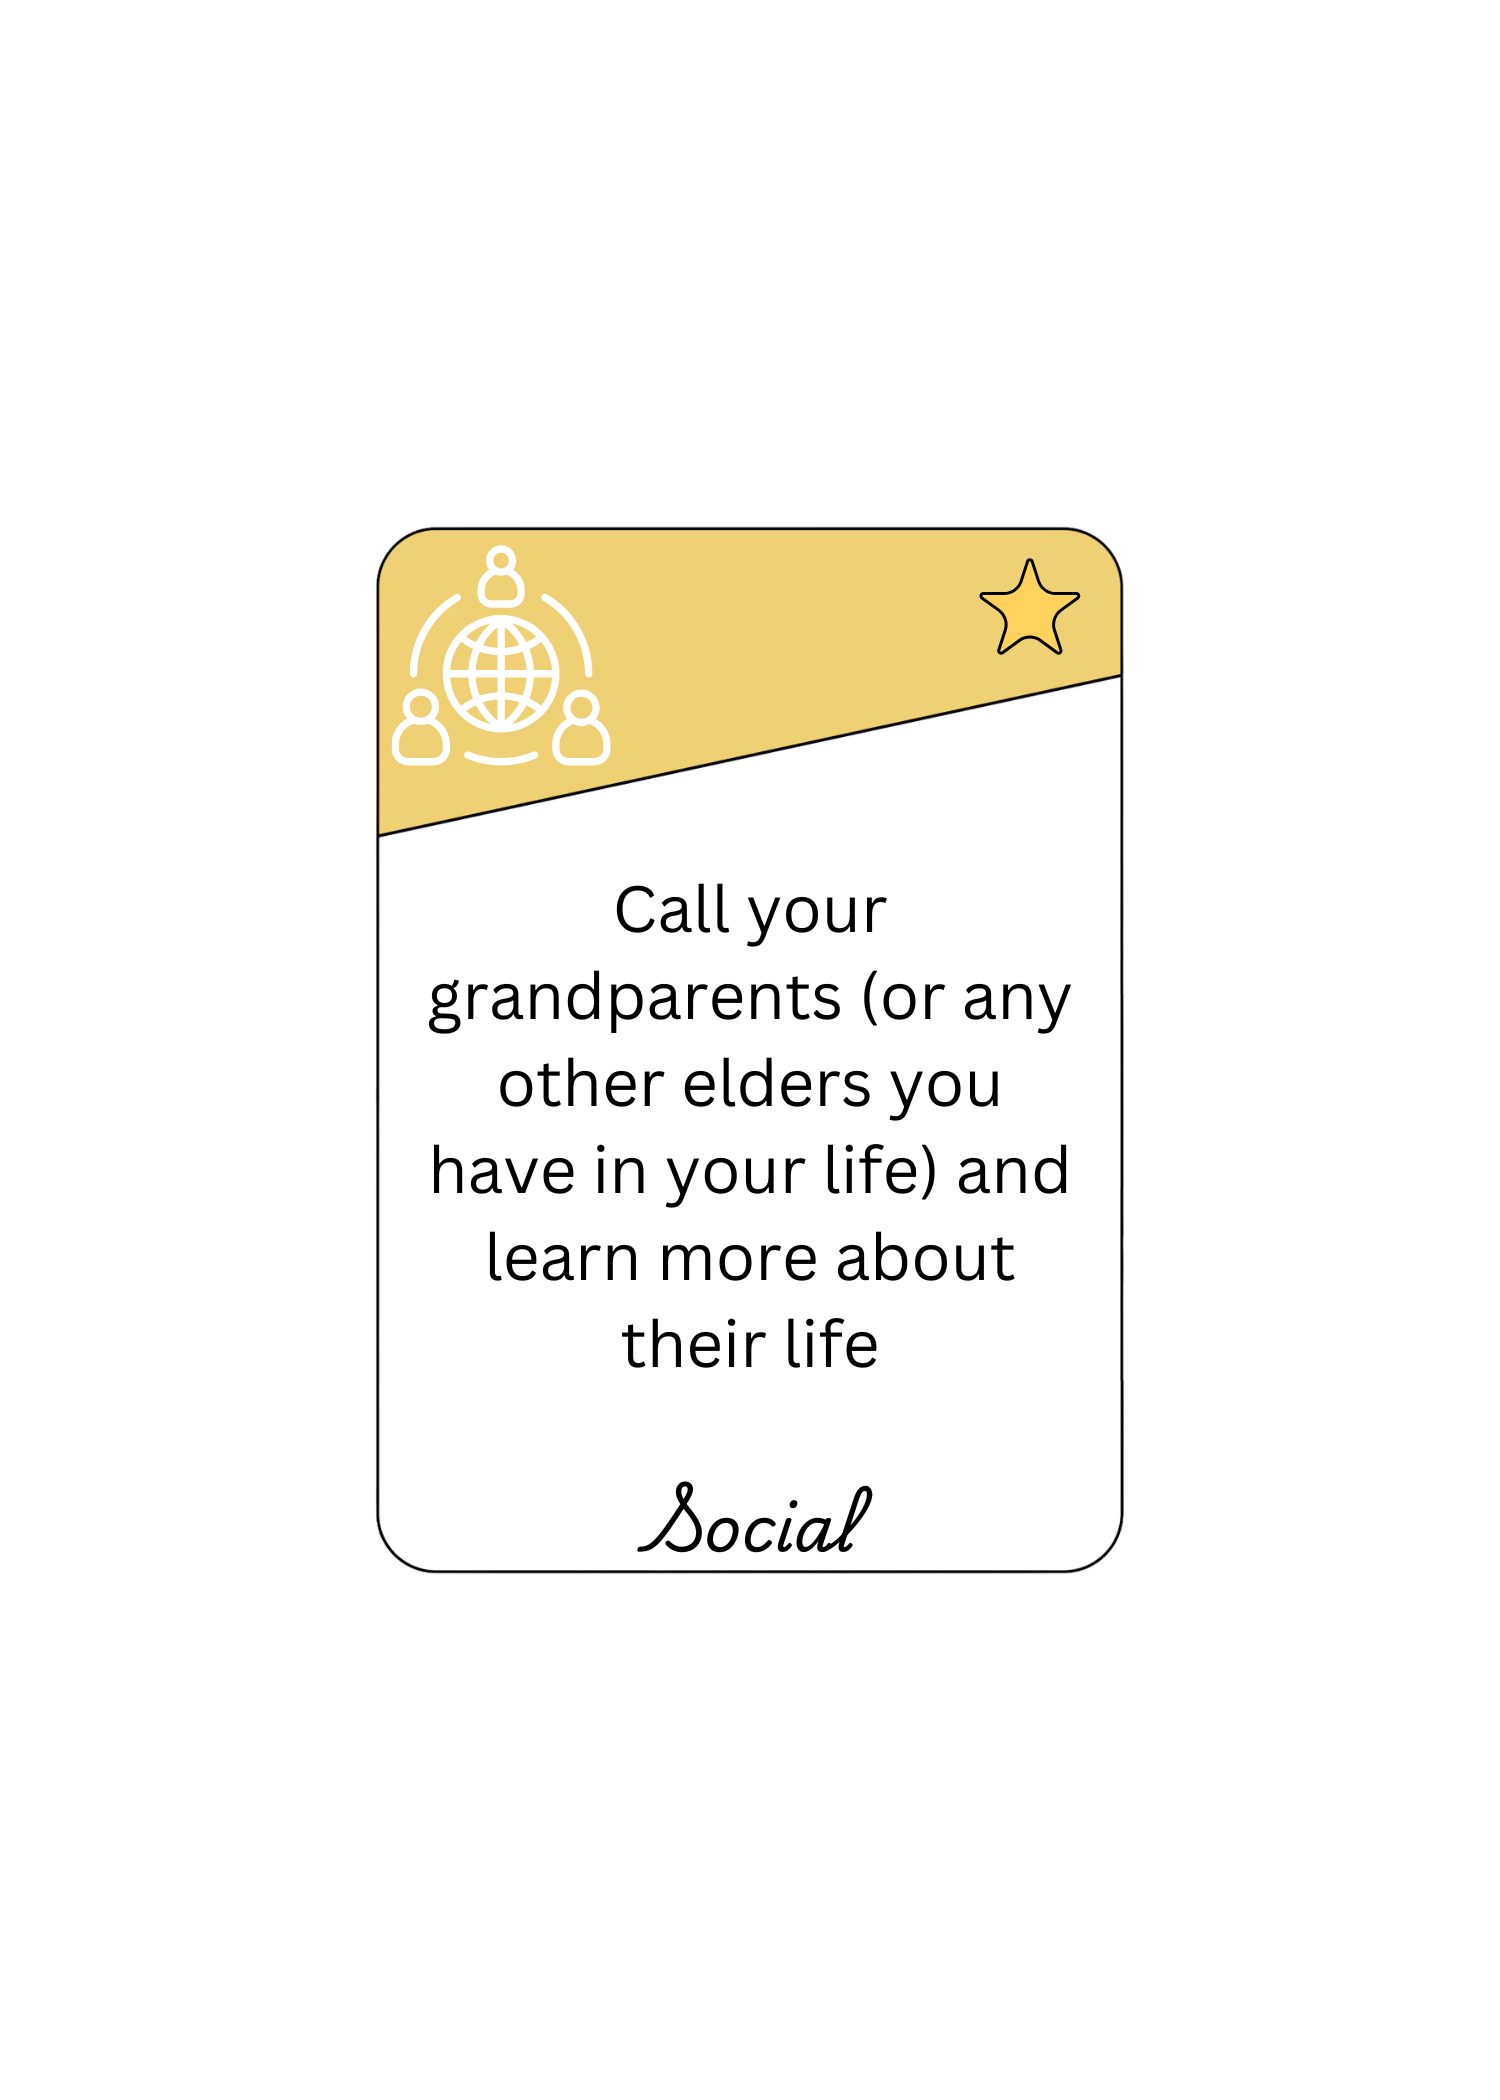 Call your
grandparents (or any
other elders you
have in your life) and
learn more about
their life
Social